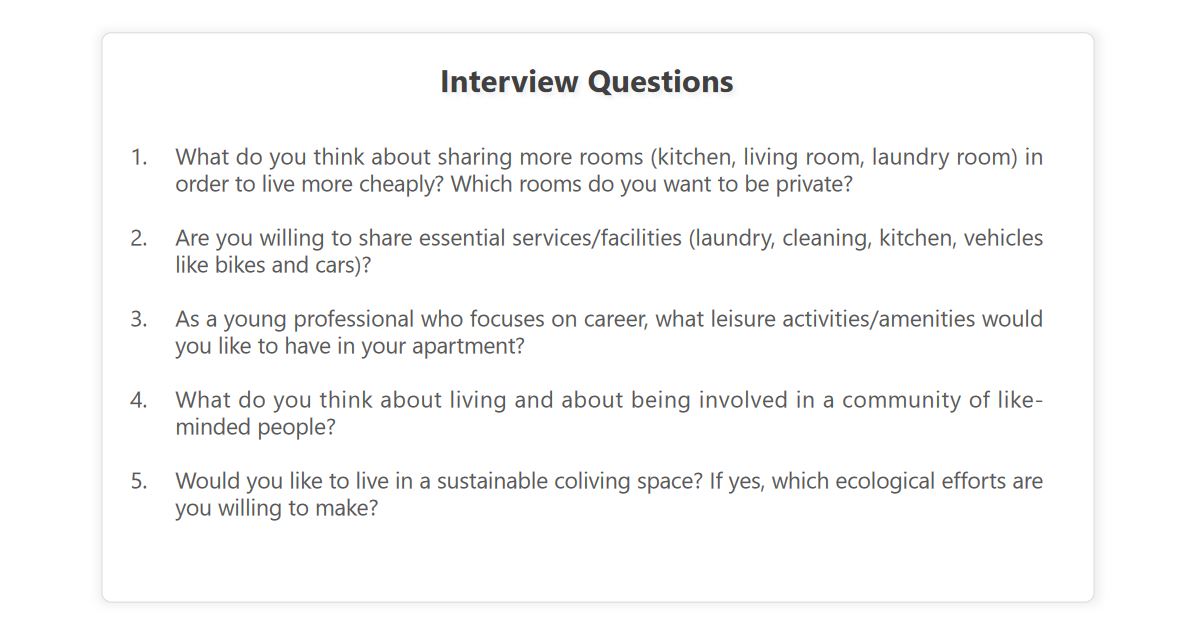 Interview Questions
1. What do you think about sharing more rooms (kitchen, living room, laundry room) in
order to live more cheaply? Which rooms do you want to be private?
2. Are you willing to share essential services/facilities (laundry, cleaning, kitchen, vehicles
like bikes and cars)?
3. As a young professional who focuses on career, what leisure activities/amenities would
you like to have in your apartment?
4. What do you think about living and about being involved in a community of like-
minded people?
5. Would you like to live in a sustainable coliving space? If yes, which ecological efforts are
you willing to make?